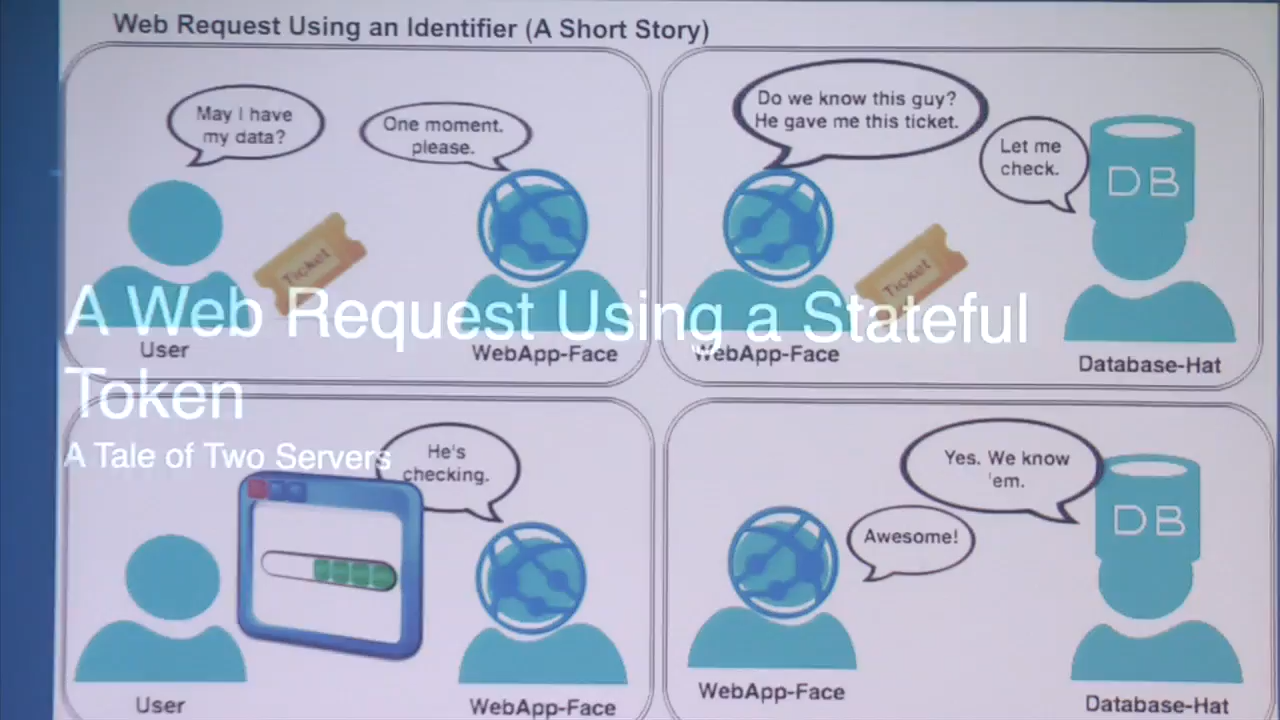 Web Request Using an Identifier (A Short Story)
May I have
my data?
One moment.
please.
Ticket
User
WebApp-Face
Do we know this guy?
He gave me this ticket.
Let me
check.
DB
Ticket
WebApp-Face
Database-Hat
A Web Request Using a Stateful
Token
A Tale of Two Servers
He's
checking.
User
WebApp-Face
Yes. We know
'em.
Awesome!
DB
WebApp-Face
Database-Hat